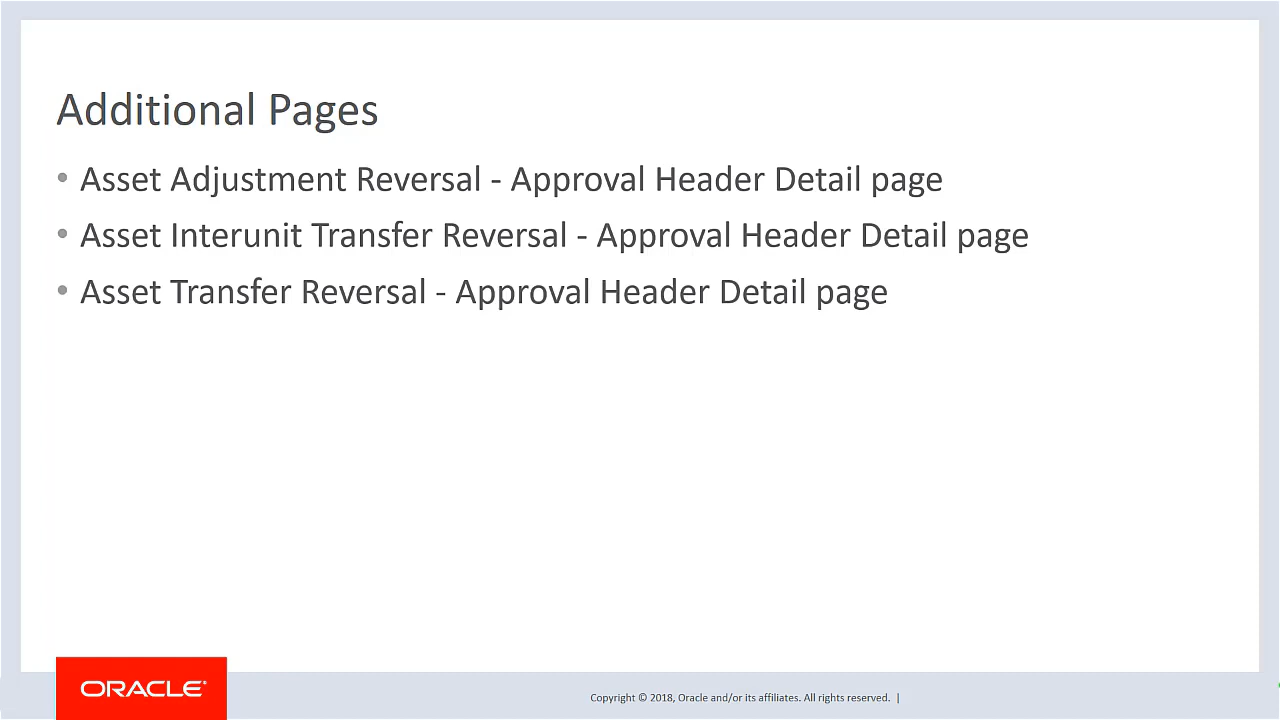 Additional Pages
• Asset Adjustment Reversal - Approval Header Detail page
• Asset Interunit Transfer Reversal - Approval Header Detail page
• Asset Transfer Reversal - Approval Header Detail page
ORACLE®
Copyright © 2018, Oracle and/or its affiliates. All rights reserved. |